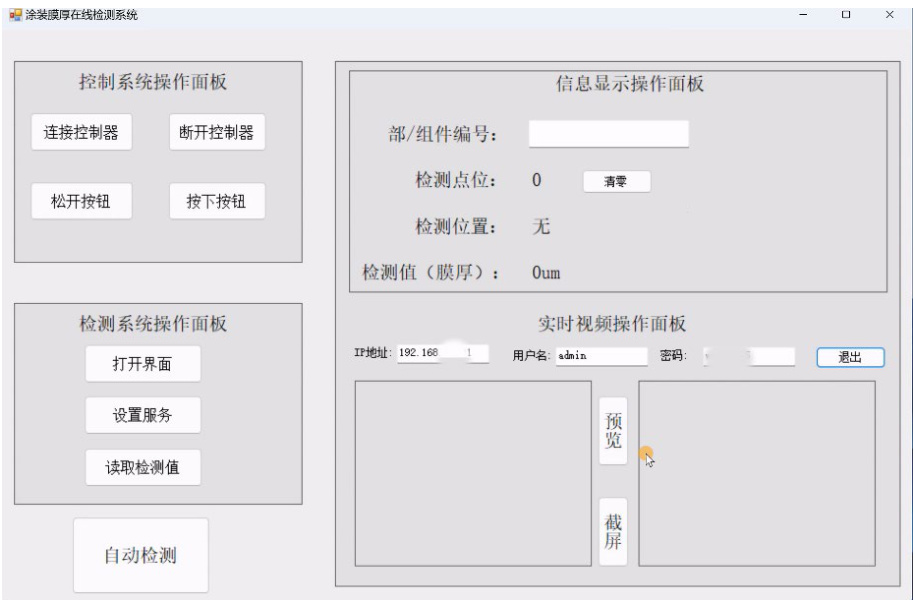 涂装膜厚在线检测系统
控制系统操作面板
连接控制器 断开控制器
松开按钮 按下按钮
检测系统操作面板
打开界面
设置服务
读取检测值
自动检测
信息显示操作面板
部/组件编号：
检测点位： 0 清零
检测位置： 无
检测值（膜厚）： 0um
实时视频操作面板
IP地址: 192.168 1 用户名: admin 密码: 退出
预览
截屏